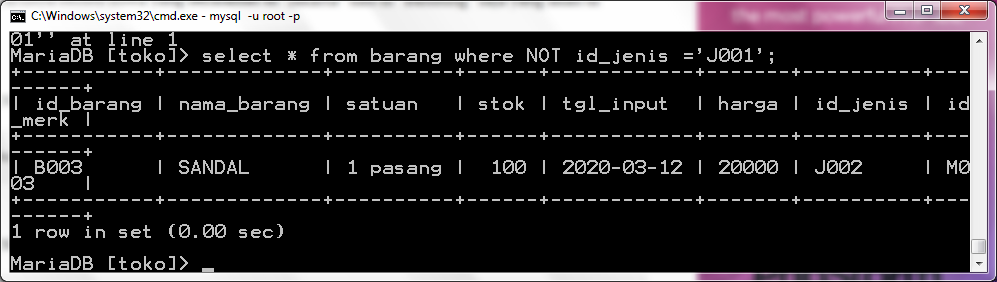 C:\Windows\system32\cmd.exe - mysql -u root -p
the most powerful
01'' at line 1
MariaDB [toko]> select * from barang where NOT id_jenis ='J001';
+-----------+--------------+----------+------+------------+-------+----------+---
------+
| id_barang | nama_barang | satuan | stok | tgl_input | harga | id_jenis | id
_merk |
+-----------+--------------+----------+------+------------+-------+----------+---
------+
| B003 | SANDAL | 1 pasang | 100 | 2020-03-12 | 20000 | J002 | M0
03 |
+-----------+--------------+----------+------+------------+-------+----------+---
------+
1 row in set (0.00 sec)
MariaDB [toko]> _